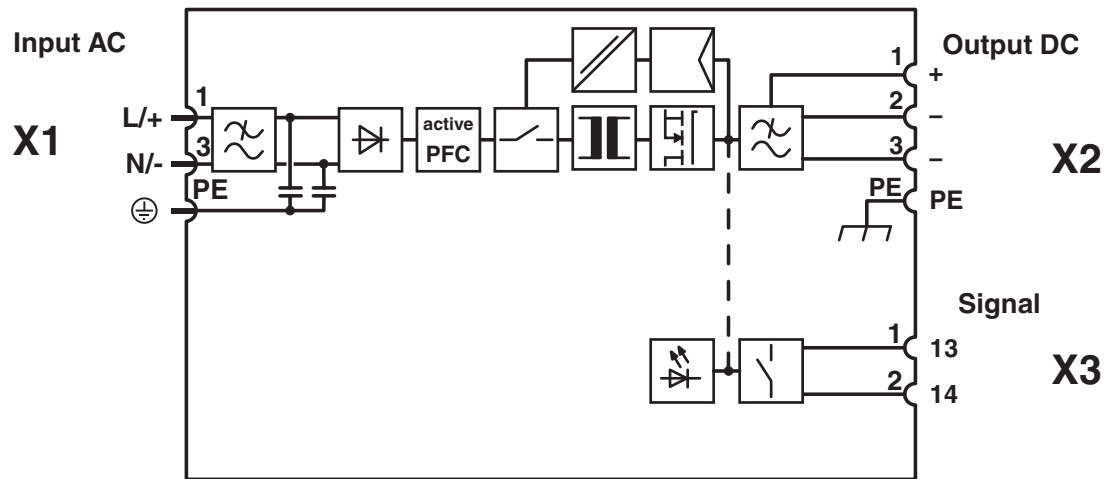 Input AC
X1
L/+
1
N/-
3
PE
active
PFC
Output DC
1
+
2
–
3
–
X2
PE
PE
Signal
1
13
X3
2
14